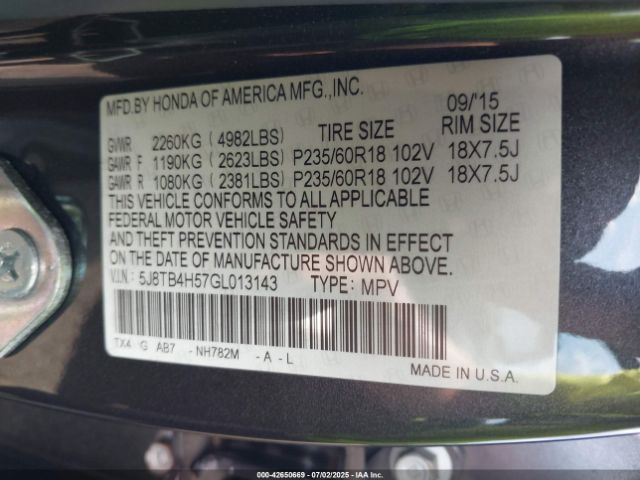 MFD.BY HONDA OF AMERICA MFG.,INC. 09/'15
GVWR 2260KG (4982LBS) TIRE SIZE RIM SIZE
GAWR F 1190KG (2623LBS) P235/60R18 102V 18X7.5J
GAWR R 1080KG (2381LBS) P235/60R18 102V 18X7.5J
THIS VEHICLE CONFORMS TO ALL APPLICABLE
FEDERAL MOTOR VEHICLE SAFETY
AND THEFT PREVENTION STANDARDS IN EFFECT
ON THE DATE OF MANUFACTURE SHOWN ABOVE.
V.I.N: 5J8TB4H57GL013143 TYPE: MPV
TX4 G AB7 - NH782M - A - L
MADE IN U.S.A.
000-42650669 07/02/2025 IAAI.COM